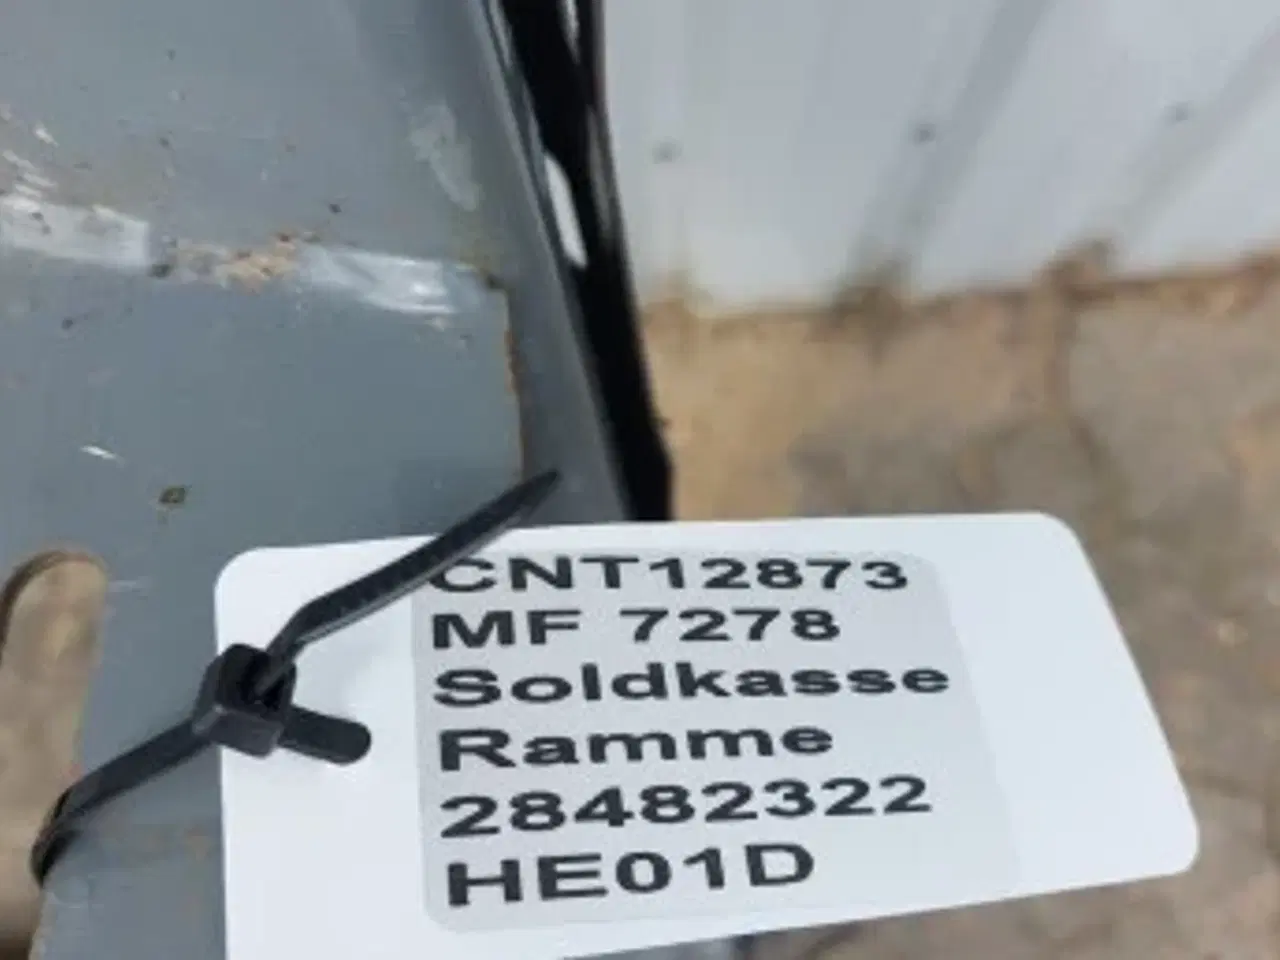 CNT12873
MF 7278
Soldkasse
Ramme
28482322
HE01D